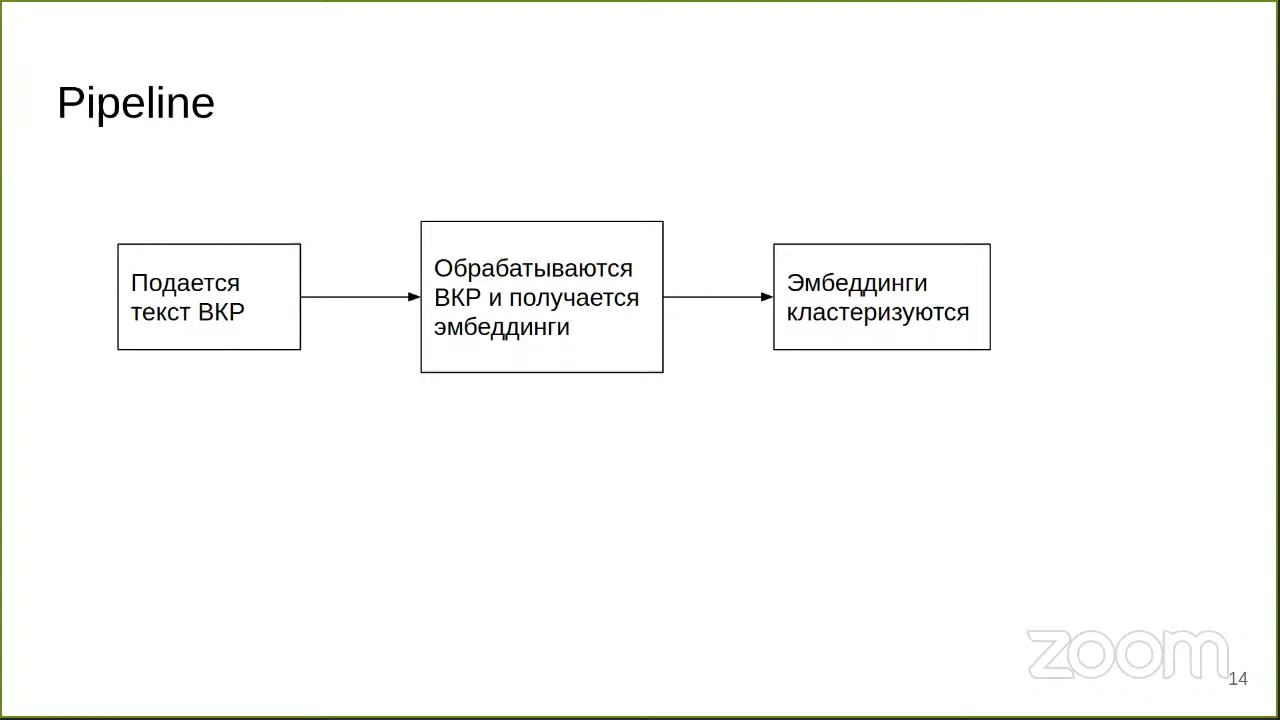 Pipeline
Подается
текст ВКР
Обрабатываются
ВКР и получается
эмбеддинги
Эмбеддинги
кластеризуются
zoom
14